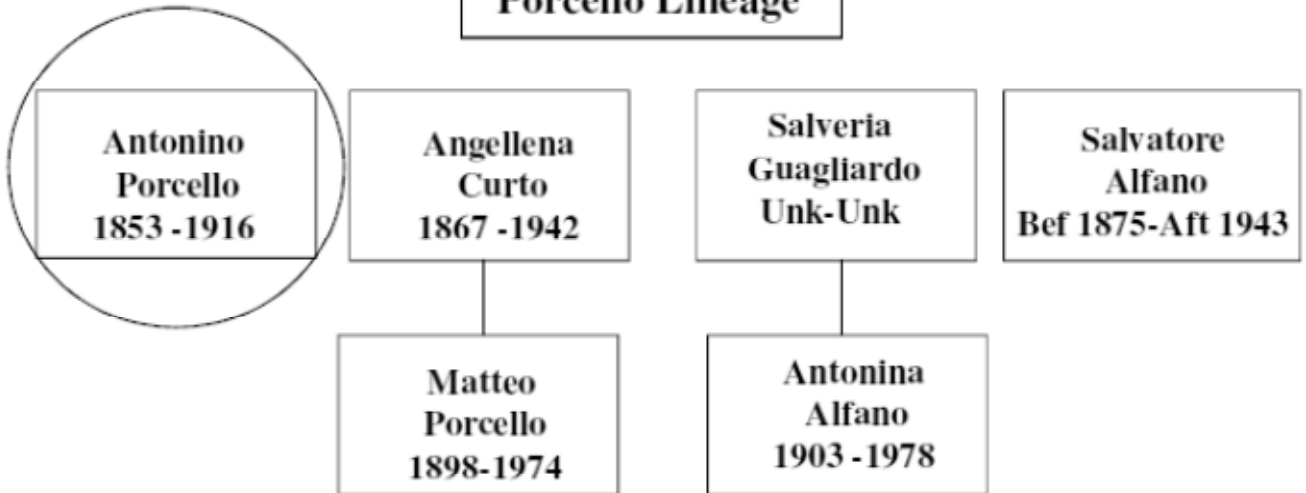 Porcello Lineage
Antonino
Porcello
1853 -1916
Angellena
Curto
1867 -1942
Salveria
Guagliardo
Unk-Unk
Salvatore
Alfano
Bef 1875-Aft 1943
Matteo
Porcello
1898-1974
Antonina
Alfano
1903 -1978